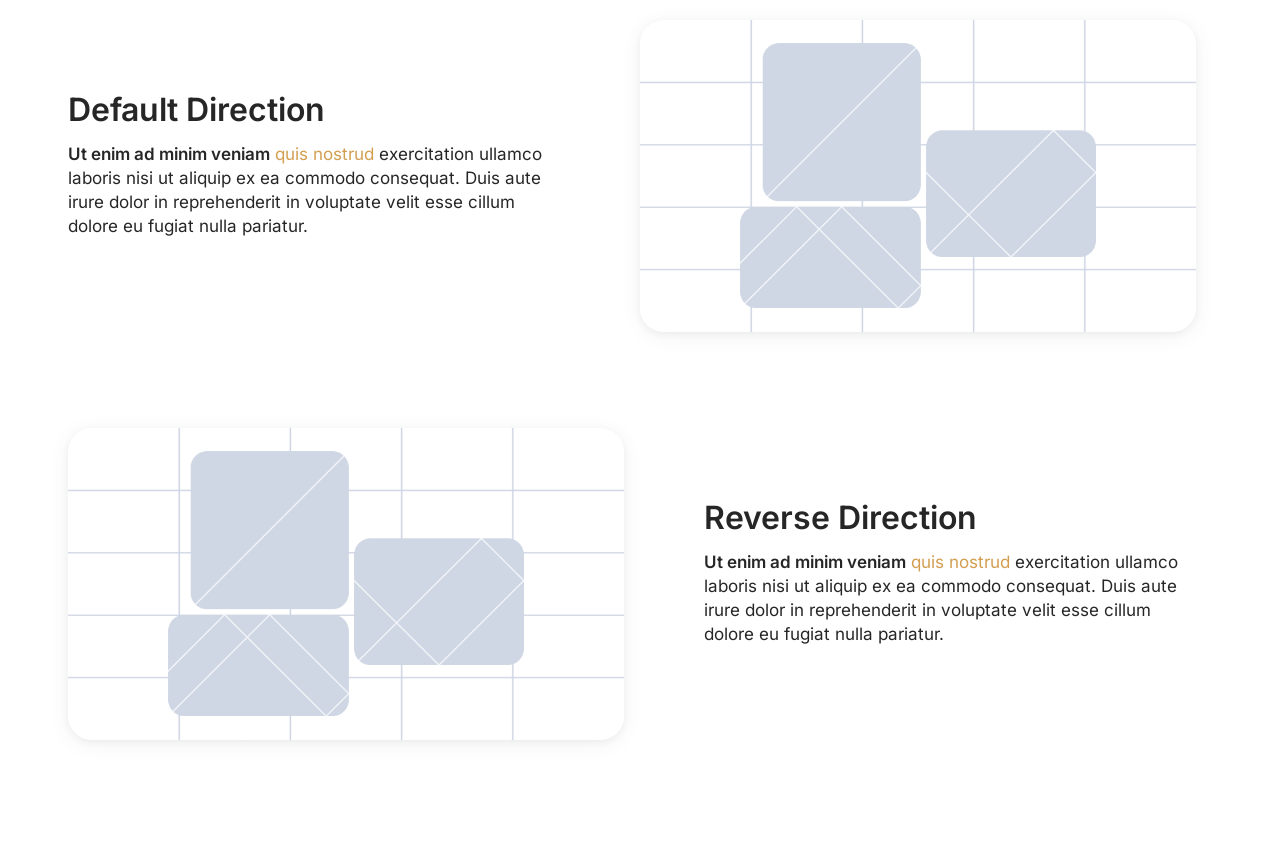 Default Direction
Ut enim ad minim veniam quis nostrud exercitation ullamco
laboris nisi ut aliquip ex ea commodo consequat. Duis aute
irure dolor in reprehenderit in voluptate velit esse cillum
dolore eu fugiat nulla pariatur.
Reverse Direction
Ut enim ad minim veniam quis nostrud exercitation ullamco
laboris nisi ut aliquip ex ea commodo consequat. Duis aute
irure dolor in reprehenderit in voluptate velit esse cillum
dolore eu fugiat nulla pariatur.